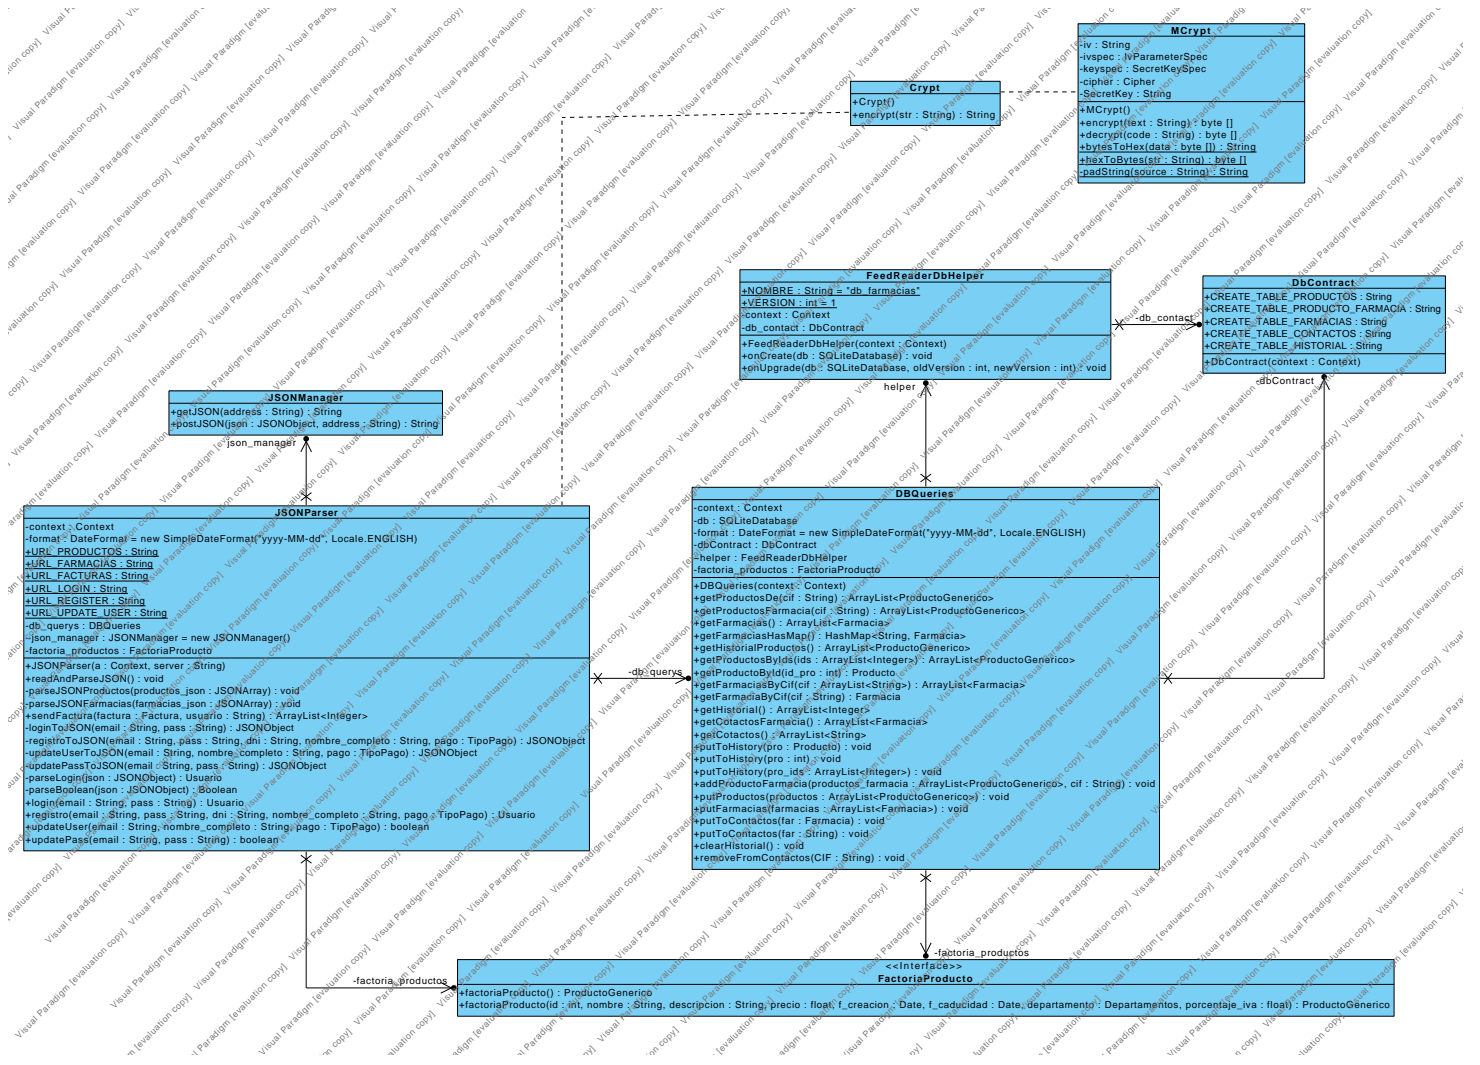 MCrypt
-iv : String
-ivspec : IvParameterSpec
-keyspec : SecretKeySpec
-cipher : Cipher
-SecretKey : String
+MCrypt()
+encrypt(text : String) : byte []
+decrypt(code : String) : byte []
+bytesToHex(data : byte []) : String
+hexToBytes(str : String) : byte []
-padString(source : String) : String
Crypt
+Crypt()
+encrypt(str : String) : String
FeedReaderDbHelper
+NOMBRE : String = "db_farmacias"
+VERSION : int = 1
context : Context
-db_contact : DbContract
+FeedReaderDbHelper(context : Context)
+onCreate(db : SQLiteDatabase) : void
+onUpgrade(db : SQLiteDatabase, oldVersion : int, newVersion : int) : void
-db_contact
DbContract
+CREATE_TABLE_PRODUCTOS : String
+CREATE_TABLE_PRODUCTO_FARMACIA : String
+CREATE_TABLE_FARMACIAS : String
+CREATE_TABLE_CONTACTOS : String
+CREATE_TABLE_HISTORIAL : String
+DbContract(context : Context)
helper
-dbContract
JSONManager
+getJSON(address : String) : String
+postJSON(json : JSONObject, address : String) : String
json_manager
JSONParser
-context : Context
-format : DateFormat = new SimpleDateFormat("yyyy-MM-dd", Locale.ENGLISH)
+URL_PRODUCTOS : String
+URL_FARMACIAS : String
+URL_FACTURAS : String
+URL_LOGIN : String
+URL_REGISTER : String
+URL_UPDATE_USER : String
-db_querys : DBQueries
~json_manager : JSONManager = new JSONManager()
-factoria_productos : FactoriaProducto
+JSONParser(a : Context, server : String)
+readAndParseJSON() : void
-parseJSONProductos(productos_json : JSONArray) : void
-parseJSONFarmacias(farmacias_json : JSONArray) : void
+sendFactura(factura : Factura, usuario : String) : ArrayList<Integer>
-loginToJSON(email : String, pass : String) : JSONObject
-registroToJSON(email : String, pass : String, dni : String, nombre_completo : String, pago : TipoPago) : JSONObject
-updateUserToJSON(email : String, nombre_completo : String, pago : TipoPago) : JSONObject
-updatePassToJSON(email : String, pass : String) : JSONObject
-parseLogin(json : JSONObject) : Usuario
-parseBoolean(json : JSONObject) : Boolean
+login(email : String, pass : String) : Usuario
+registro(email : String, pass : String, dni : String, nombre_completo : String, pago : TipoPago) : Usuario
+updateUser(email : String, nombre_completo : String, pago : TipoPago) : boolean
+updatePass(email : String, pass : String) : boolean
-db_querys
DBQueries
-context : Context
-db : SQLiteDatabase
-format : DateFormat = new SimpleDateFormat("yyyy-MM-dd", Locale.ENGLISH)
-dbContract : DbContract
~helper : FeedReaderDbHelper
-factoria_productos : FactoriaProducto
+DBQueries(context : Context)
+getProductosDe(cif : String) : ArrayList<ProductoGenerico>
+getProductosFarmacia(cif : String) : ArrayList<ProductoGenerico>
+getFarmacias() : ArrayList<Farmacia>
+getFarmaciasHasMap() : HashMap<String, Farmacia>
+getHistorialProductos() : ArrayList<ProductoGenerico>
+getProductosByIds(ids : ArrayList<Integer>) : ArrayList<ProductoGenerico>
+getProductoById(id_pro : int) : Producto
+getFarmaciasByCif(cif : ArrayList<String>) : ArrayList<Farmacia>
+getFarmaciaByCif(cif : String) : Farmacia
+getHistorial() : ArrayList<Integer>
+getCotactosFarmacia() : ArrayList<Farmacia>
+getCotactos() : ArrayList<String>
+putToHistory(pro : Producto) : void
+putToHistory(pro : int) : void
+putToHistory(pro_ids : ArrayList<Integer>) : void
+addProductoFarmacia(productos_farmacia : ArrayList<ProductoGenerico>, cif : String) : void
+putProductos(productos : ArrayList<ProductoGenerico>) : void
+putFarmacias(farmacias : ArrayList<Farmacia>) : void
+putToContactos(far : Farmacia) : void
+putToContactos(far : String) : void
+clearHistorial() : void
+removeFromContactos(CIF : String) : void
-factoria_productos
-factoria_productos
<<Interface>>
FactoriaProducto
+factoriaProducto() : ProductoGenerico
+factoriaProducto(id : int, nombre : String, descripcion : String, precio : float, f_creacion : Date, f_caducidad : Date, departamento : Departamentos, porcentaje_iva : float) : ProductoGenerico
Visual Paradigm [evaluation copy]